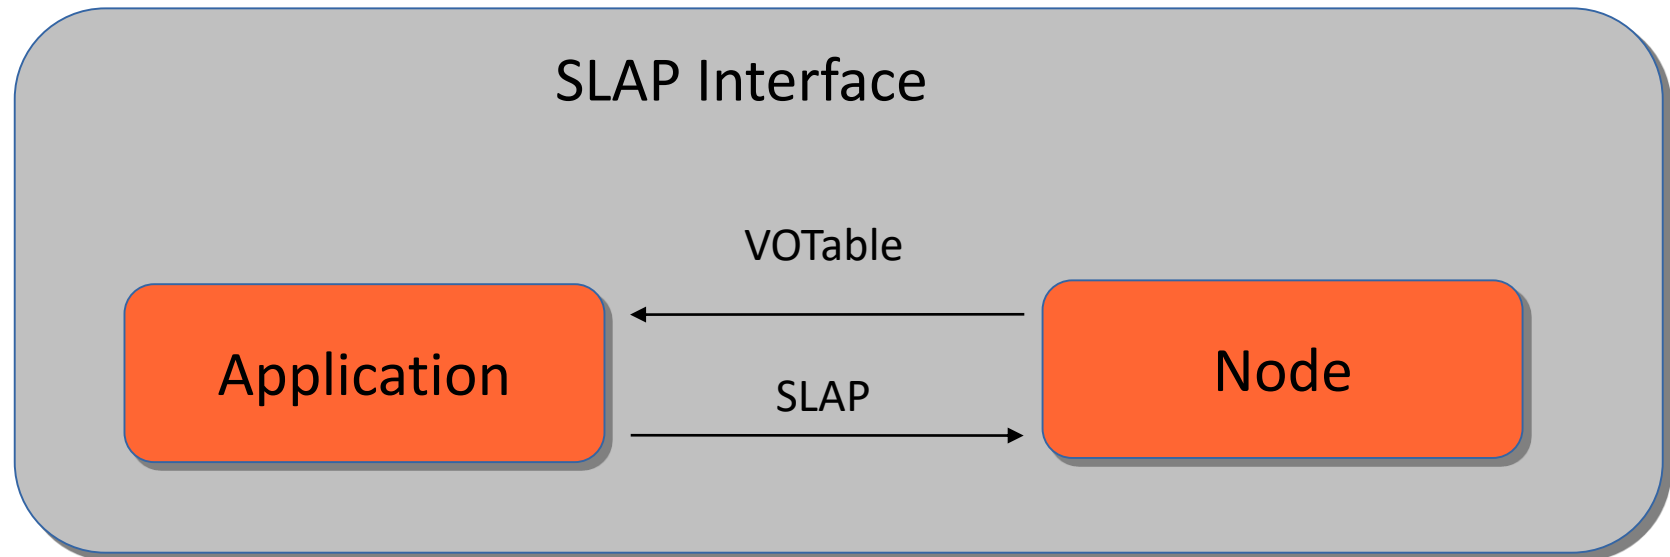 SLAP Interface
VOTable
Application
SLAP
Node